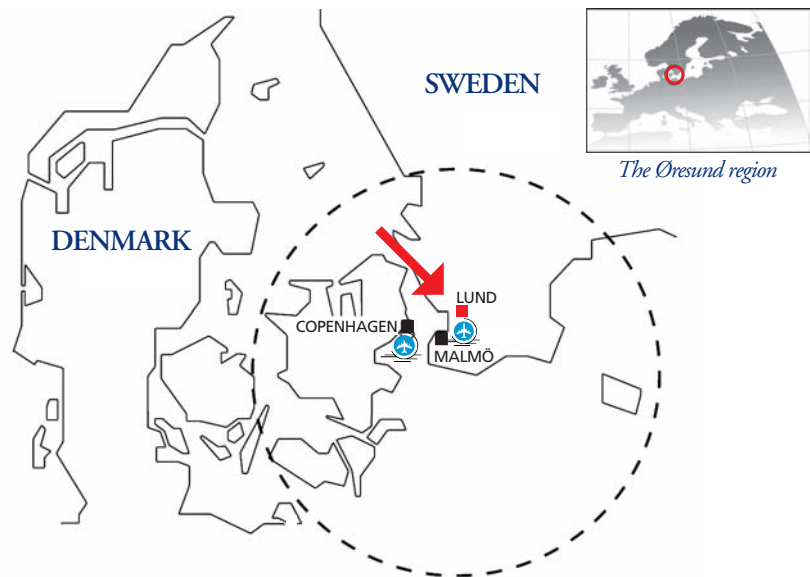 SWEDEN
The Øresund region
DENMARK
LUND
COPENHAGEN
MALMÖ